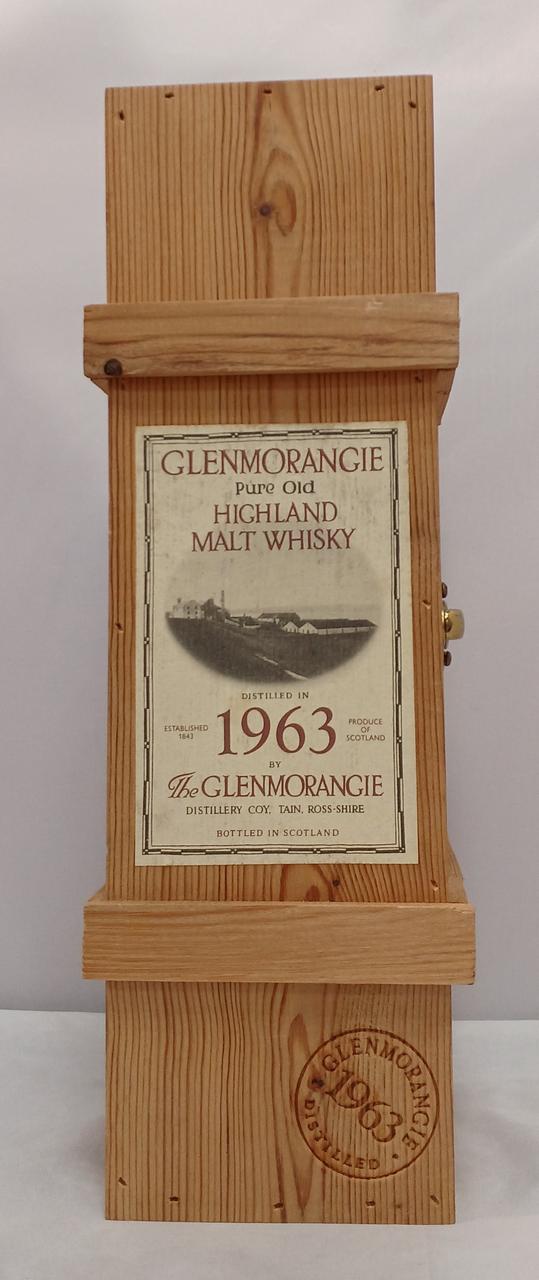 GLENMORANGIE
Pure Old
HIGHLAND
MALT WHISKY
DISTILLED IN
ESTABLISHED
1843
1963
PRODUCE
OF
SCOTLAND
BY
The GLENMORANGIE
DISTILLERY COY, TAIN, ROSS-SHIRE
BOTTLED IN SCOTLAND
GLENMORANGIE
1963
DISTILLED